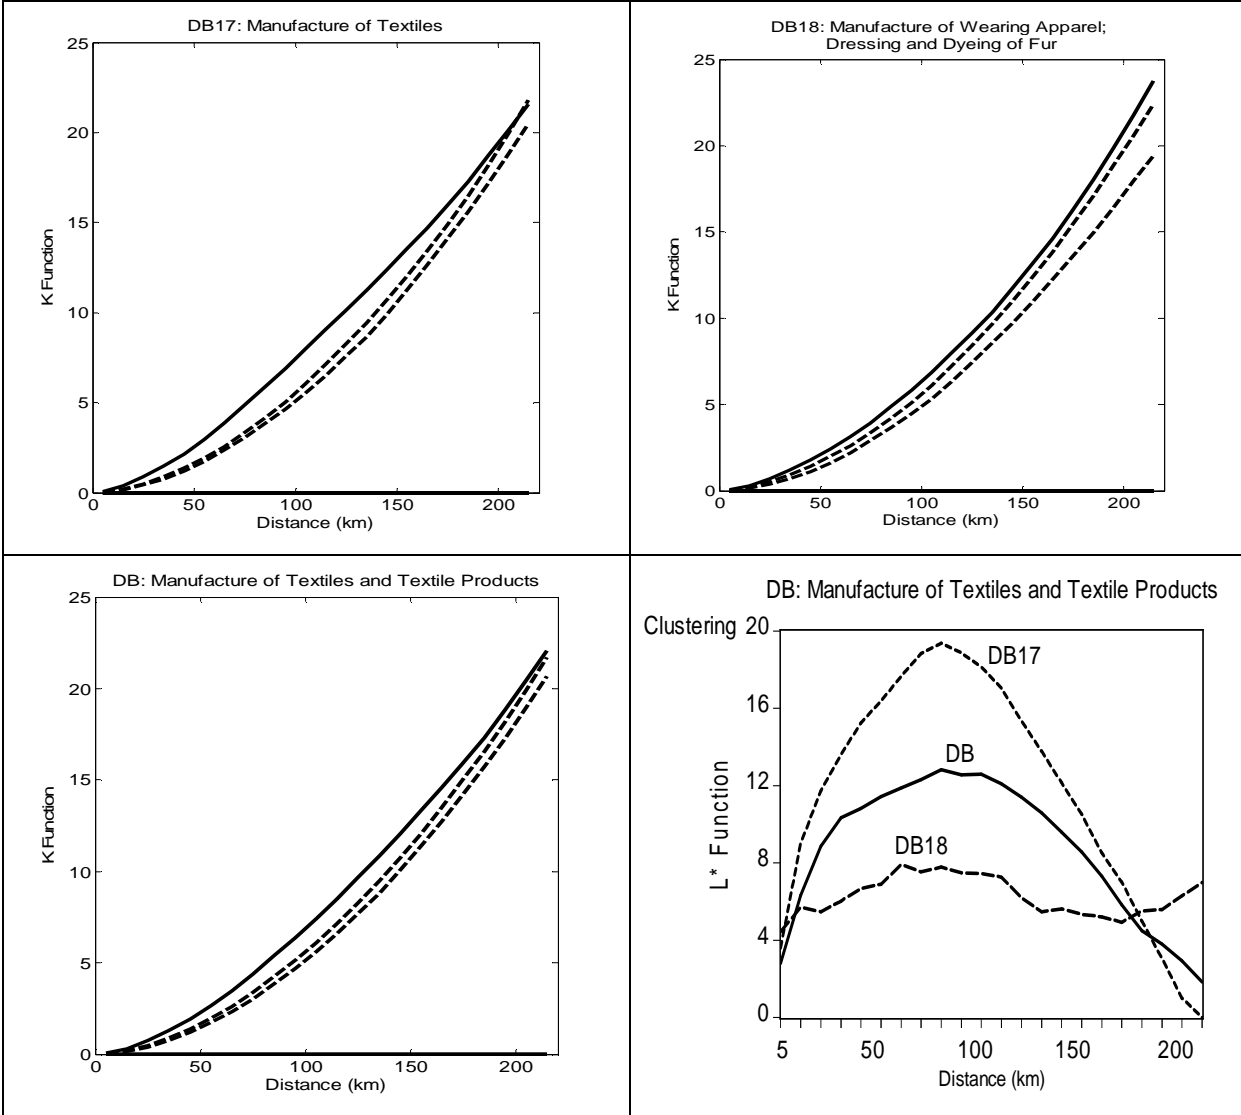 DB17: Manufacture of Textiles
25
20
15
10
5
0
K Function
0 50 100 150 200
Distance (km)
DB18: Manufacture of Wearing Apparel;
Dressing and Dyeing of Fur
25
20
15
10
5
0
K Function
0 50 100 150 200
Distance (km)
DB: Manufacture of Textiles and Textile Products
25
20
15
10
5
0
K Function
0 50 100 150 200
Distance (km)
DB: Manufacture of Textiles and Textile Products
Clustering 20
DB17
16
DB
12
DB18
8
4
0
L* Function
5 50 100 150 200
Distance (km)